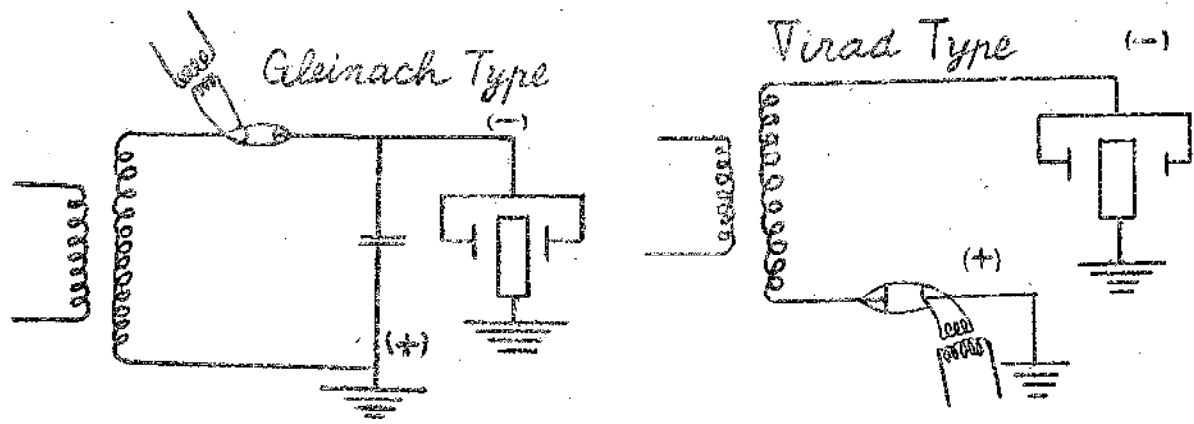 Gleinach Type
(-)
(+)
Virad Type
(-)
(+)